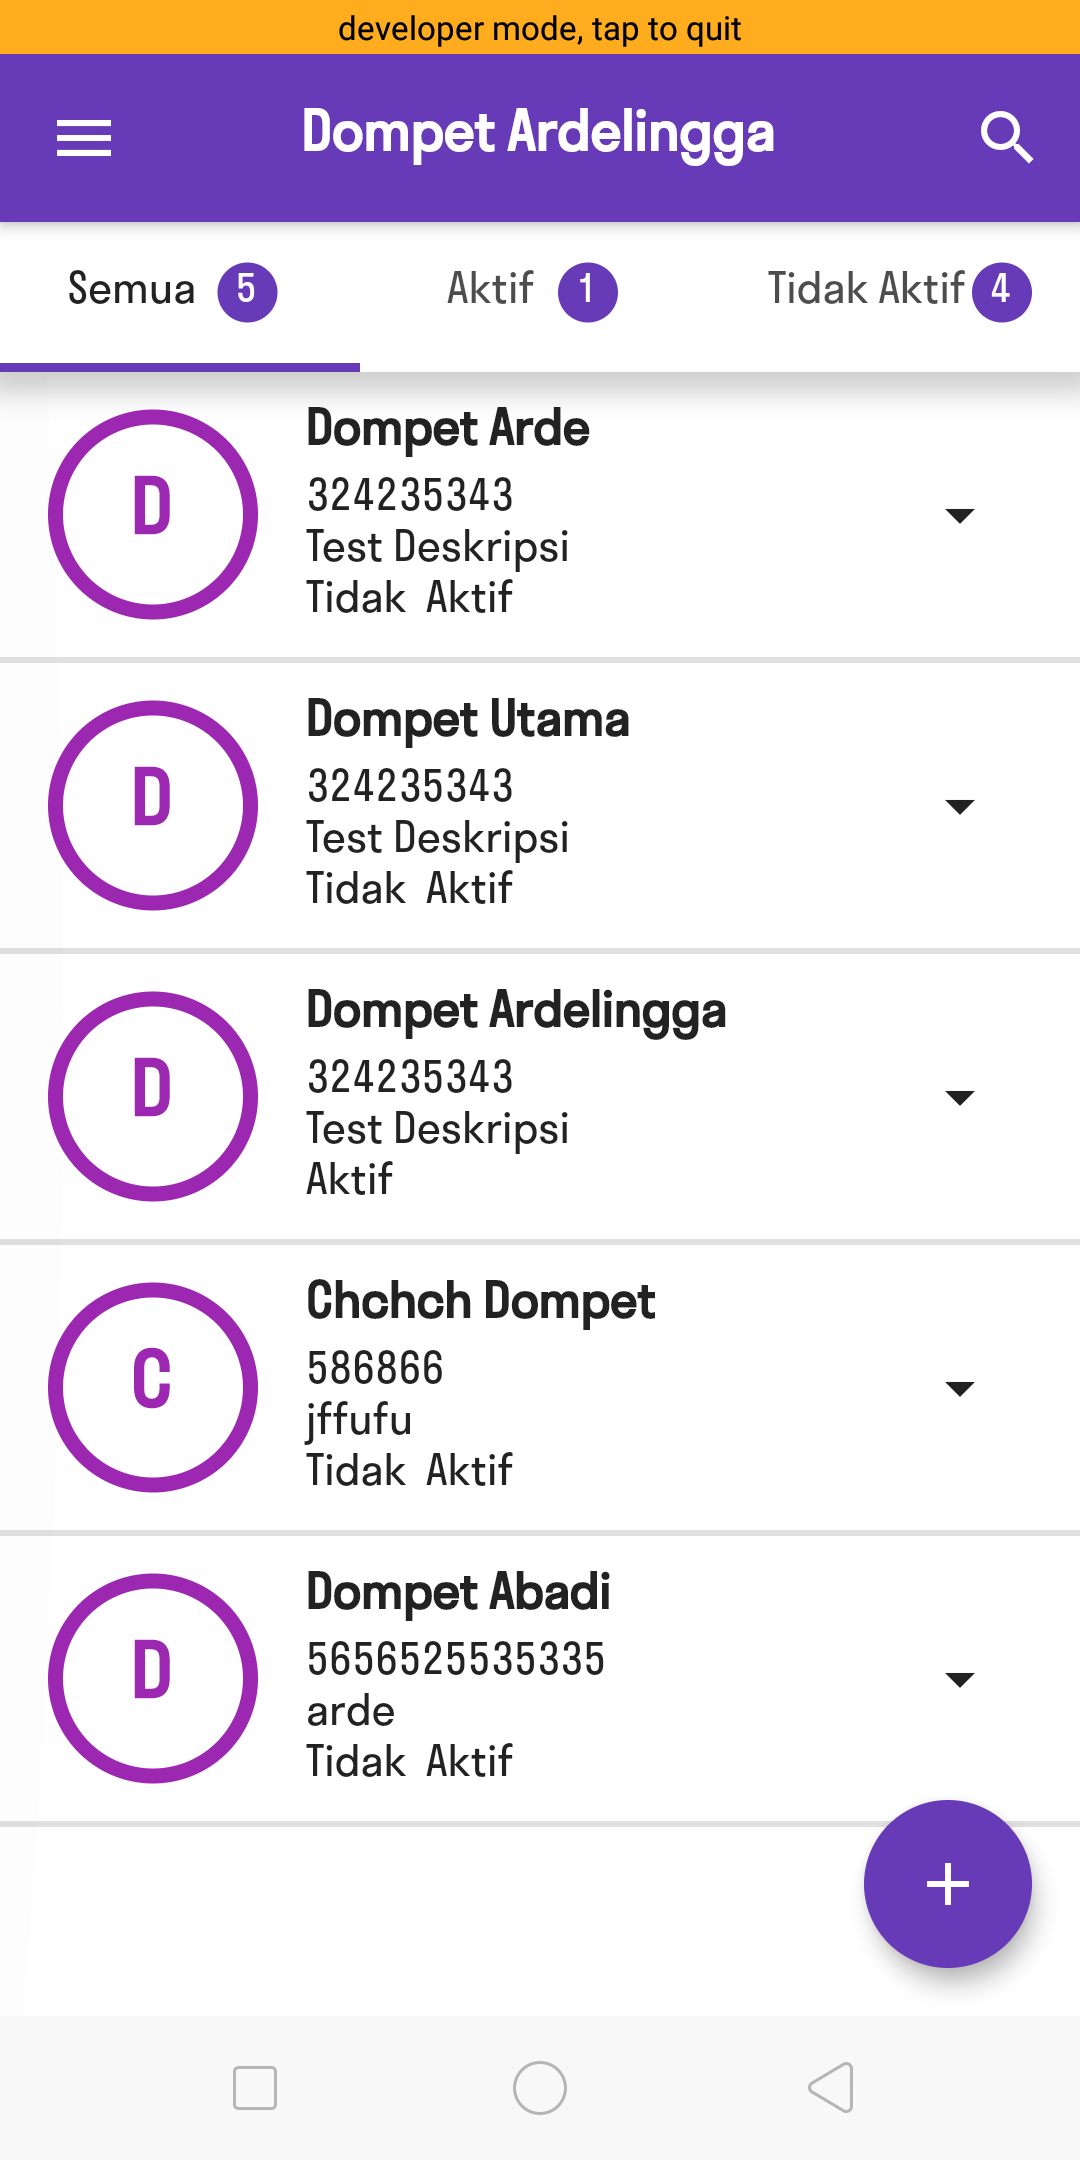 developer mode, tap to quit
Dompet Ardelingga
Semua 5 Aktif 1 Tidak Aktif 4
D
Dompet Arde
324235343
Test Deskripsi
Tidak Aktif
D
Dompet Utama
324235343
Test Deskripsi
Tidak Aktif
D
Dompet Ardelingga
324235343
Test Deskripsi
Aktif
C
Chchch Dompet
586866
jffufu
Tidak Aktif
D
Dompet Abadi
5656525535335
arde
Tidak Aktif
+